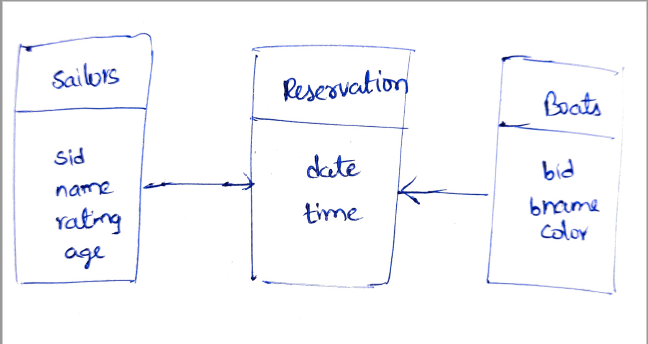 Sailors
sid
name
rating
age
Reservation
date
time
Boats
bid
bname
color